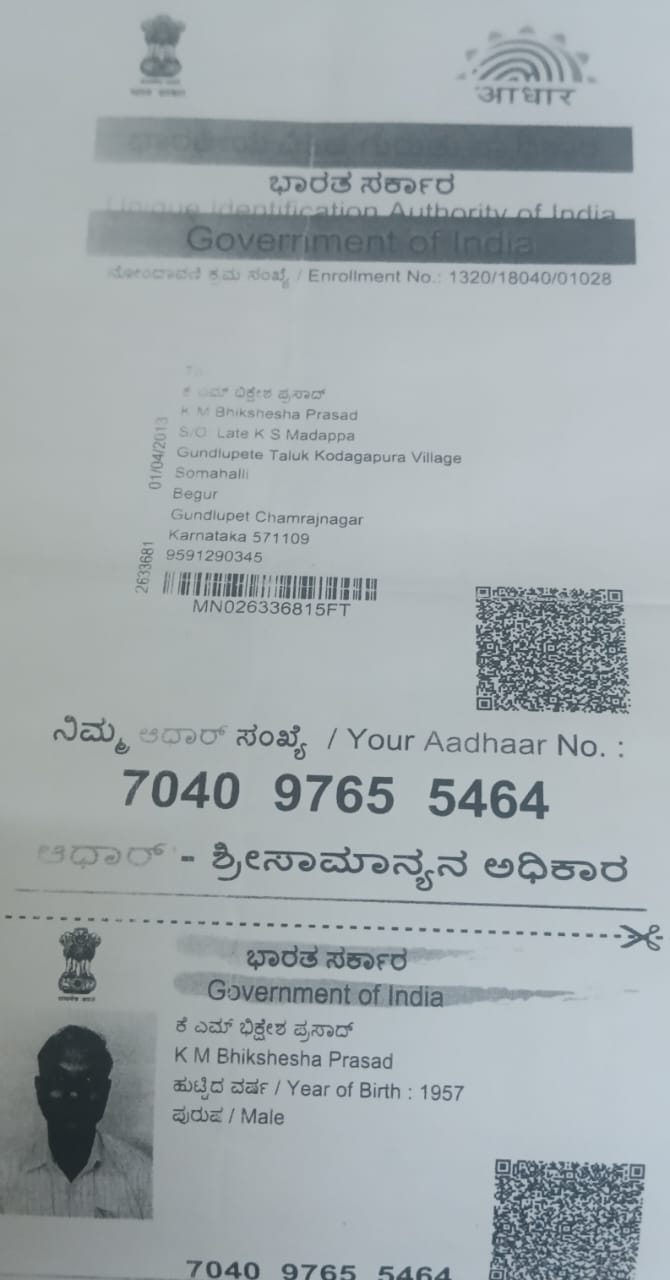 आधार
ಭಾರತ ಸರ್ಕಾರ
Unique Identification Authority of India
Government of India
ನೋಂದಾವಣಿ ಕ್ರಮ ಸಂಖ್ಯೆ / Enrollment No.: 1320/18040/01028
To
ಕೆ ಎಮ್ ಭಿಕ್ಷೇಶ ಪ್ರಸಾದ್
K M Bhikshesha Prasad
S/O Late K S Madappa
Gundlupete Taluk Kodagapura Village
Somahalli
Begur
Gundlupet Chamrajnagar
Karnataka 571109
9591290345
01/04/2013
2633681
MN026336815FT
ನಿಮ್ಮ ಆಧಾರ್ ಸಂಖ್ಯೆ / Your Aadhaar No. :
7040 9765 5464
ಆಧಾರ್ - ಶ್ರೀಸಾಮಾನ್ಯನ ಅಧಿಕಾರ
ಭಾರತ ಸರ್ಕಾರ
Government of India
ಕೆ ಎಮ್ ಭಿಕ್ಷೇಶ ಪ್ರಸಾದ್
K M Bhikshesha Prasad
ಹುಟ್ಟಿದ ವರ್ಷ / Year of Birth : 1957
ಪುರುಷ / Male
7040 9765 5464